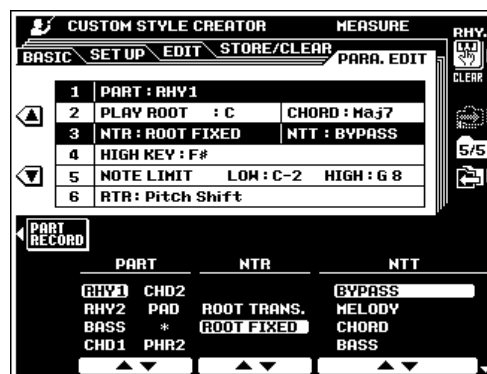 CUSTOM STYLE CREATOR MEASURE
RHY.
BASIC SET UP EDIT STORE/CLEAR PARA. EDIT
CLEAR
1 PART : RHY1
2 PLAY ROOT : C CHORD : Maj7
3 NTR : ROOT FIXED NTT : BYPASS
4 HIGH KEY : F#
5 NOTE LIMIT LOW : C-2 HIGH : G 8
6 RTR : Pitch Shift
5/5
PART
RECORD
PART NTR NTT
RHY1 CHD2 BYPASS
RHY2 PAD ROOT TRANS. MELODY
BASS * ROOT FIXED CHORD
CHD1 PHR2 BASS